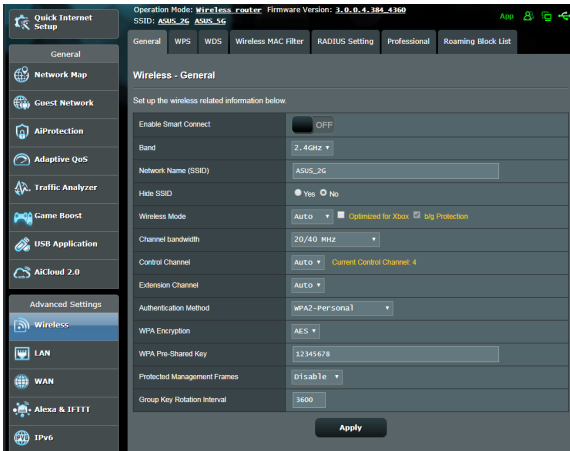 Quick Internet
Setup
General
Network Map
Guest Network
AiProtection
Adaptive QoS
Traffic Analyzer
Game Boost
USB Application
AiCloud 2.0
Advanced Settings
Wireless
LAN
WAN
Alexa & IFTTT
IPv6
Operation Mode: Wireless router Firmware Version: 3.0.0.4.384_4360
SSID: ASUS_2G ASUS_5G
App
General WPS WDS Wireless MAC Filter RADIUS Setting Professional Roaming Block List
Wireless - General
Set up the wireless related information below.
Enable Smart Connect OFF
Band 2.4GHz
Network Name (SSID) ASUS_2G
Hide SSID Yes No
Wireless Mode Auto Optimized for Xbox b/g Protection
Channel bandwidth 20/40 MHz
Control Channel Auto Current Control Channel: 4
Extension Channel Auto
Authentication Method WPA2-Personal
WPA Encryption AES
WPA Pre-Shared Key 12345678
Protected Management Frames Disable
Group Key Rotation Interval 3600
Apply